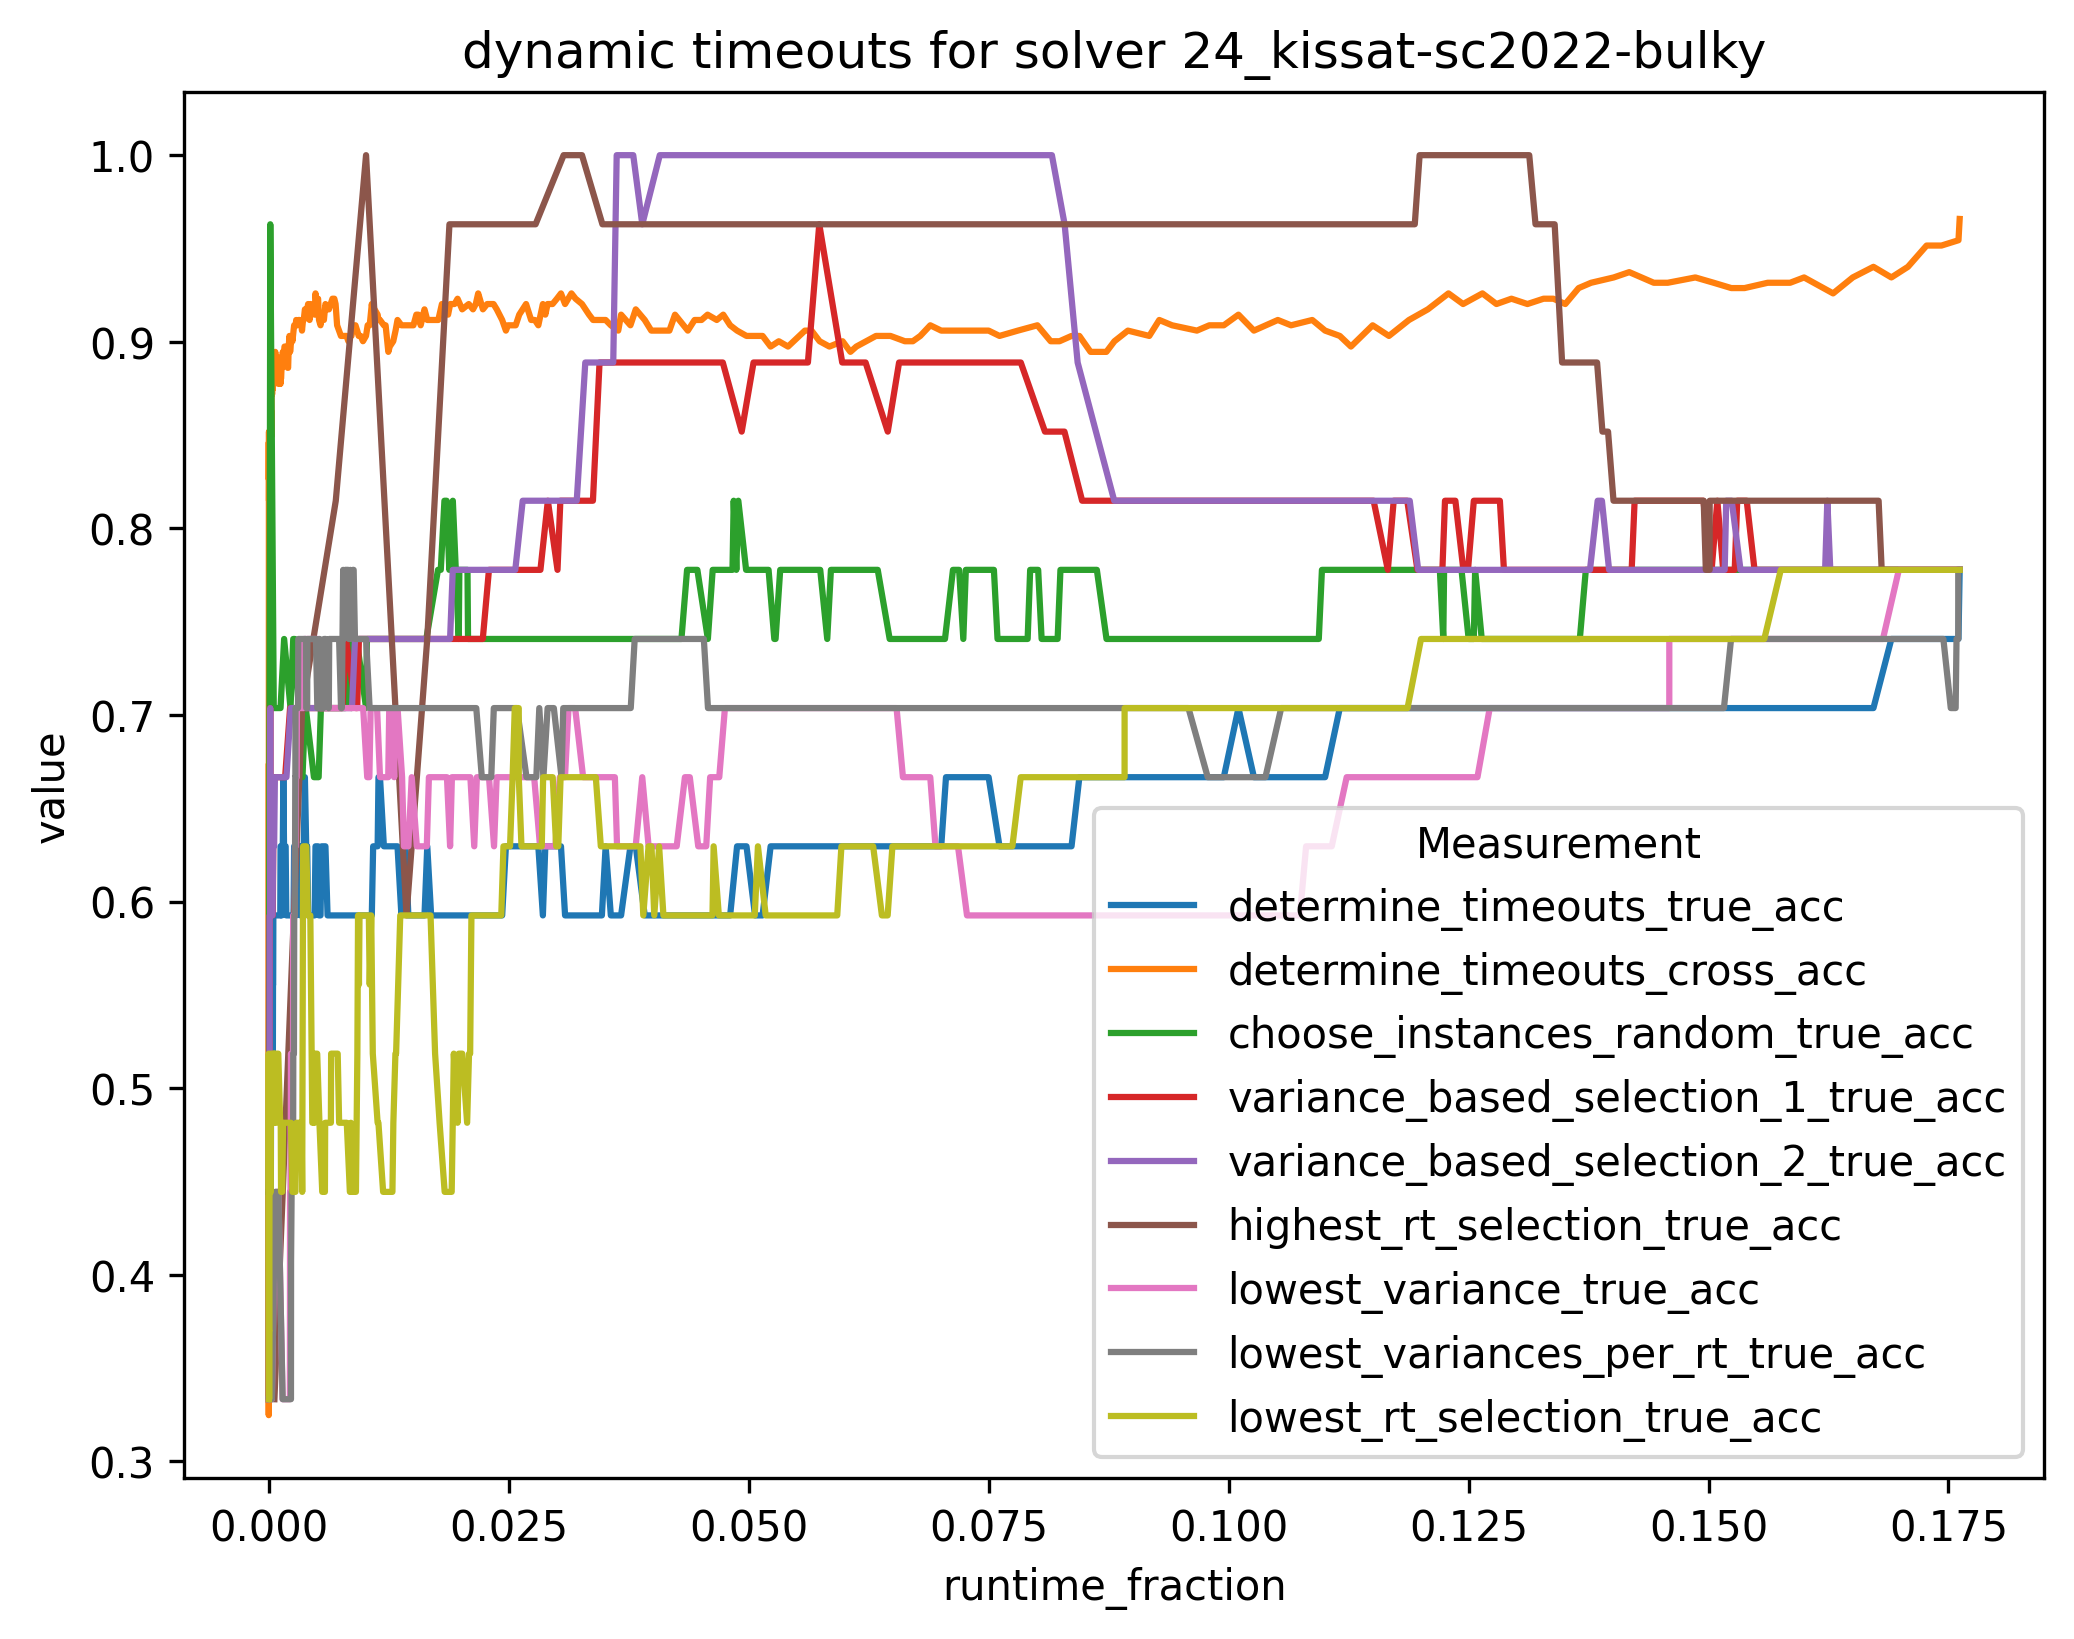 dynamic timeouts for solver 24_kissat-sc2022-bulky
value
1.0
0.9
0.8
0.7
0.6
0.5
0.4
0.3
Measurement
determine_timeouts_true_acc
determine_timeouts_cross_acc
choose_instances_random_true_acc
variance_based_selection_1_true_acc
variance_based_selection_2_true_acc
highest_rt_selection_true_acc
lowest_variance_true_acc
lowest_variances_per_rt_true_acc
lowest_rt_selection_true_acc
0.000 0.025 0.050 0.075 0.100 0.125 0.150 0.175
runtime_fraction